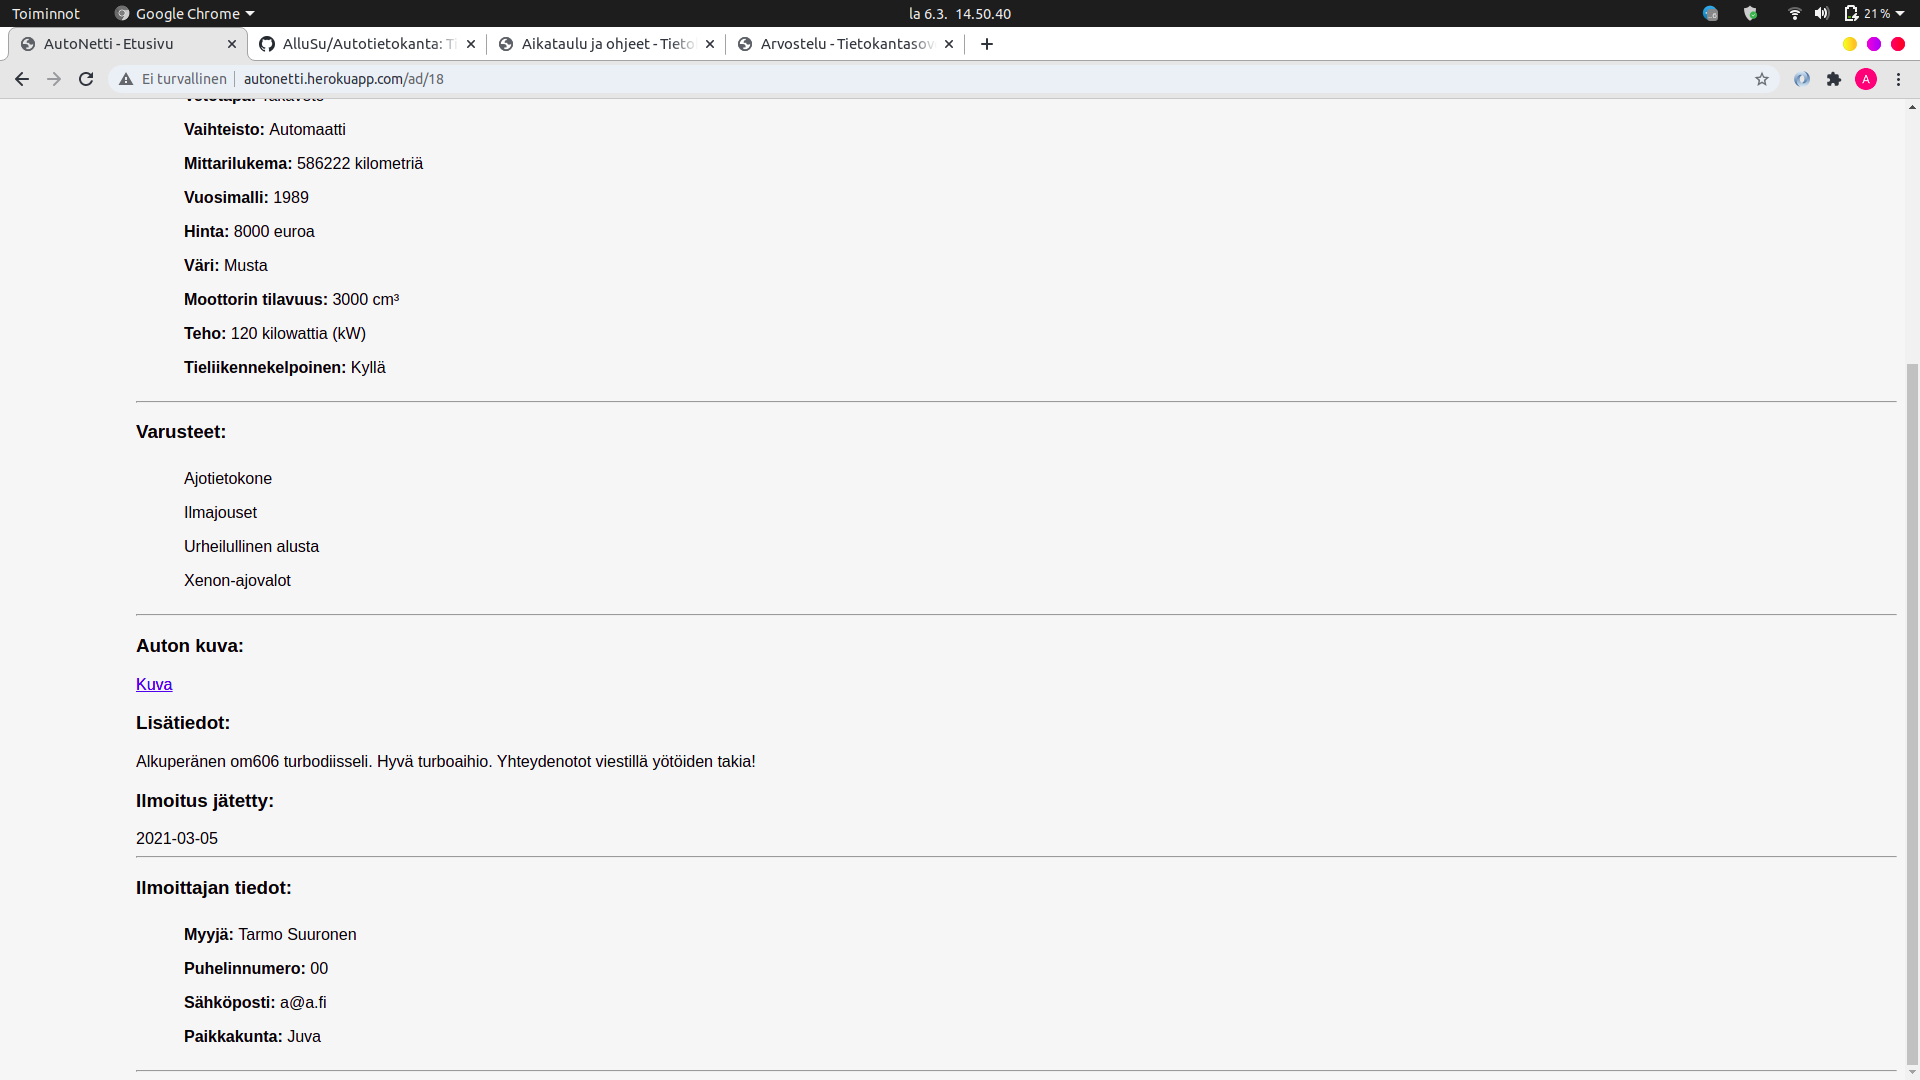 Toiminnot
Google Chrome
la 6.3. 14.50.40
21 %
AutoNetti - Etusivu
AlluSu/Autotietokanta: Ti
Aikataulu ja ohjeet - Tieto
Arvostelu - Tietokantasov
Ei turvallinen
autonetti.herokuapp.com/ad/18
A
Vetotapa: Takaveto
Vaihteisto: Automaatti
Mittarilukema: 586222 kilometriä
Vuosimalli: 1989
Hinta: 8000 euroa
Väri: Musta
Moottorin tilavuus: 3000 cm³
Teho: 120 kilowattia (kW)
Tieliikennekelpoinen: Kyllä
Varusteet:
Ajotietokone
Ilmajouset
Urheilullinen alusta
Xenon-ajovalot
Auton kuva:
Kuva
Lisätiedot:
Alkuperänen om606 turbodiisseli. Hyvä turboaihio. Yhteydenotot viestillä yötöiden takia!
Ilmoitus jätetty:
2021-03-05
Ilmoittajan tiedot:
Myyjä: Tarmo Suuronen
Puhelinnumero: 00
Sähköposti: a@a.fi
Paikkakunta: Juva